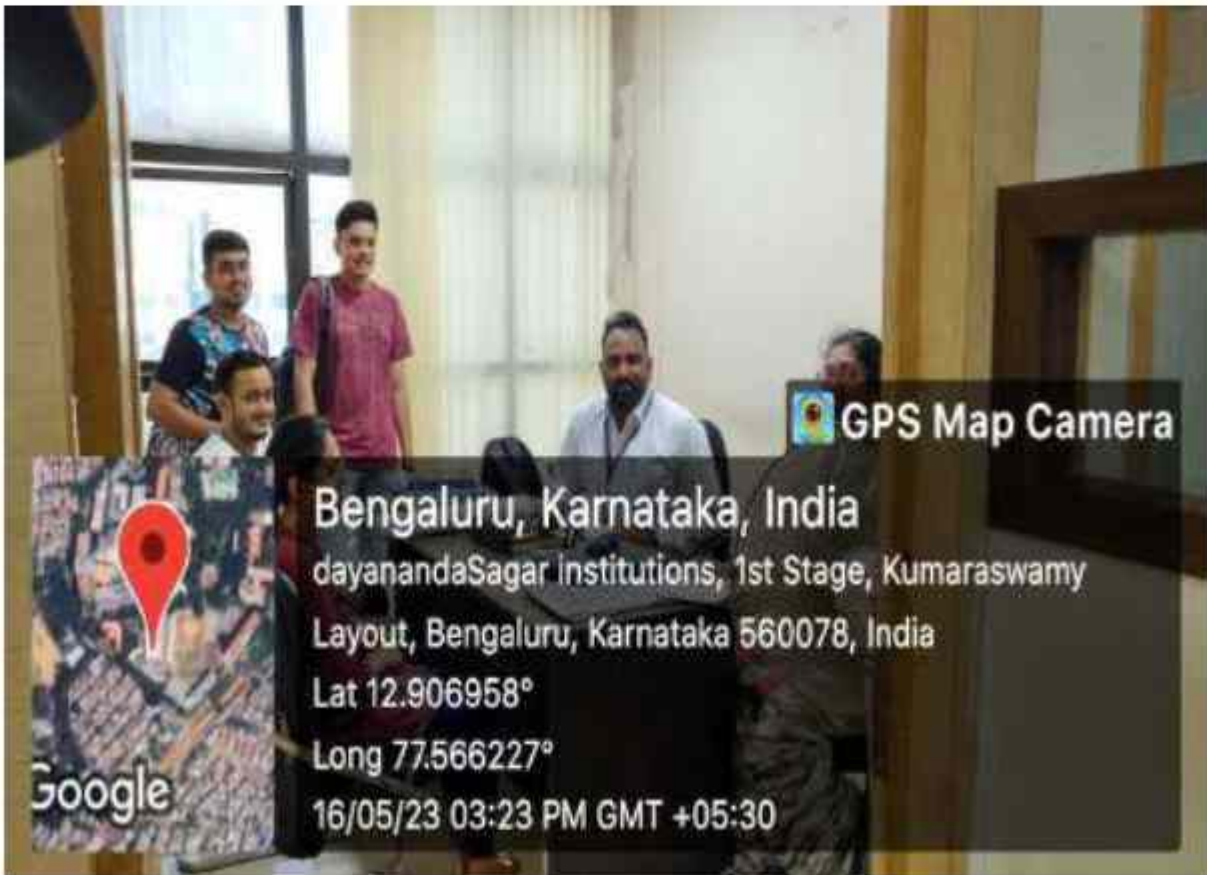 GPS Map Camera
Bengaluru, Karnataka, India
dayanandaSagar institutions, 1st Stage, Kumaraswamy
Layout, Bengaluru, Karnataka 560078, India
Lat 12.906958°
Long 77.566227°
16/05/23 03:23 PM GMT +05:30
Google